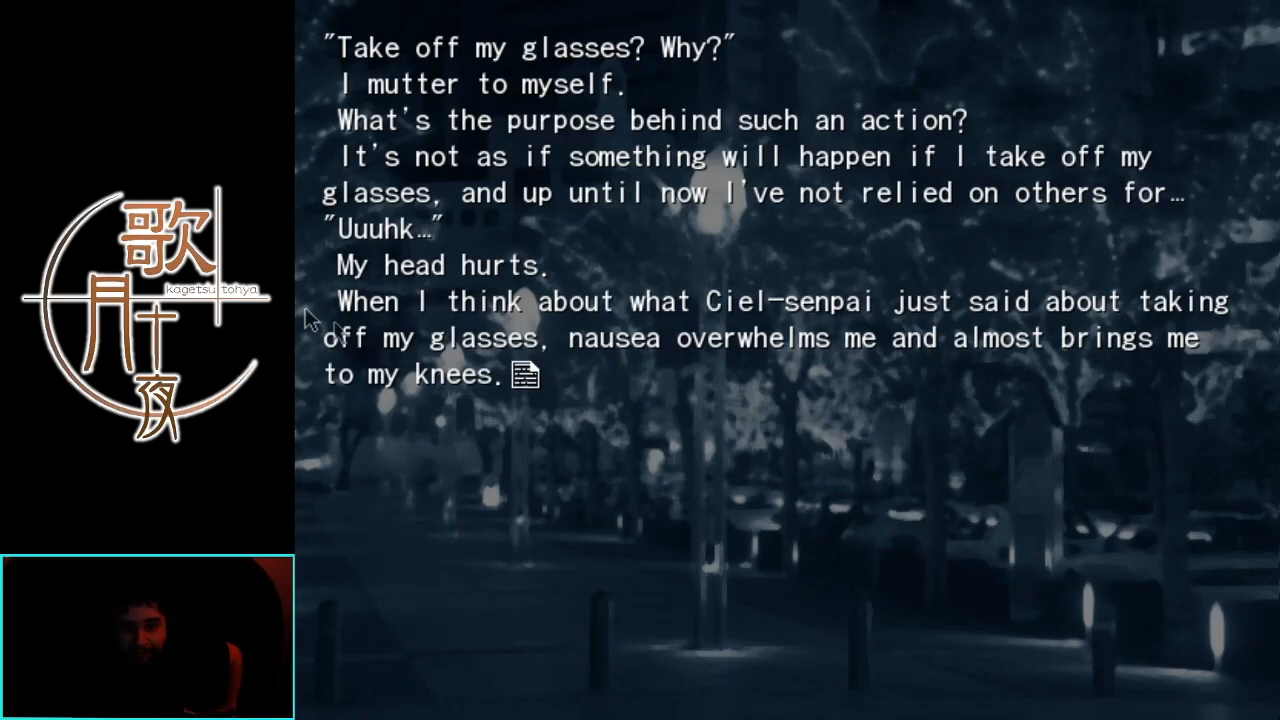 "Take off my glasses? Why?"
I mutter to myself.
What's the purpose behind such an action?
It's not as if something will happen if I take off my
glasses, and up until now I've not relied on others for…
"Uuuhk…"
My head hurts.
When I think about what Ciel-senpai just said about taking
off my glasses, nausea overwhelms me and almost brings me
to my knees.
歌
月
kagetsu tohya
十
夜